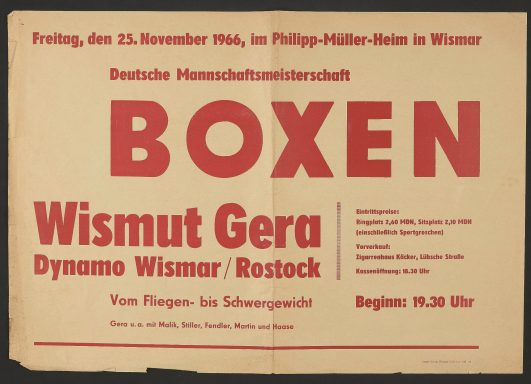 Freitag, den 25. November 1966, im Philipp-Müller-Heim in Wismar
Deutsche Mannschaftsmeisterschaft
BOXEN
Wismut Gera
Dynamo Wismar / Rostock
Vom Fliegen- bis Schwergewicht
Gera u. a. mit Malik, Stiller, Fendler, Martin und Haase
Eintrittspreise:
Ringplatz 2,60 MDN, Sitzplatz 2,10 MDN
(einschließlich Sportgroschen)
Vorverkauf:
Zigarrenhaus Käcker, Lübsche Straße
Kassenöffnung: 18.30 Uhr
Beginn: 19.30 Uhr